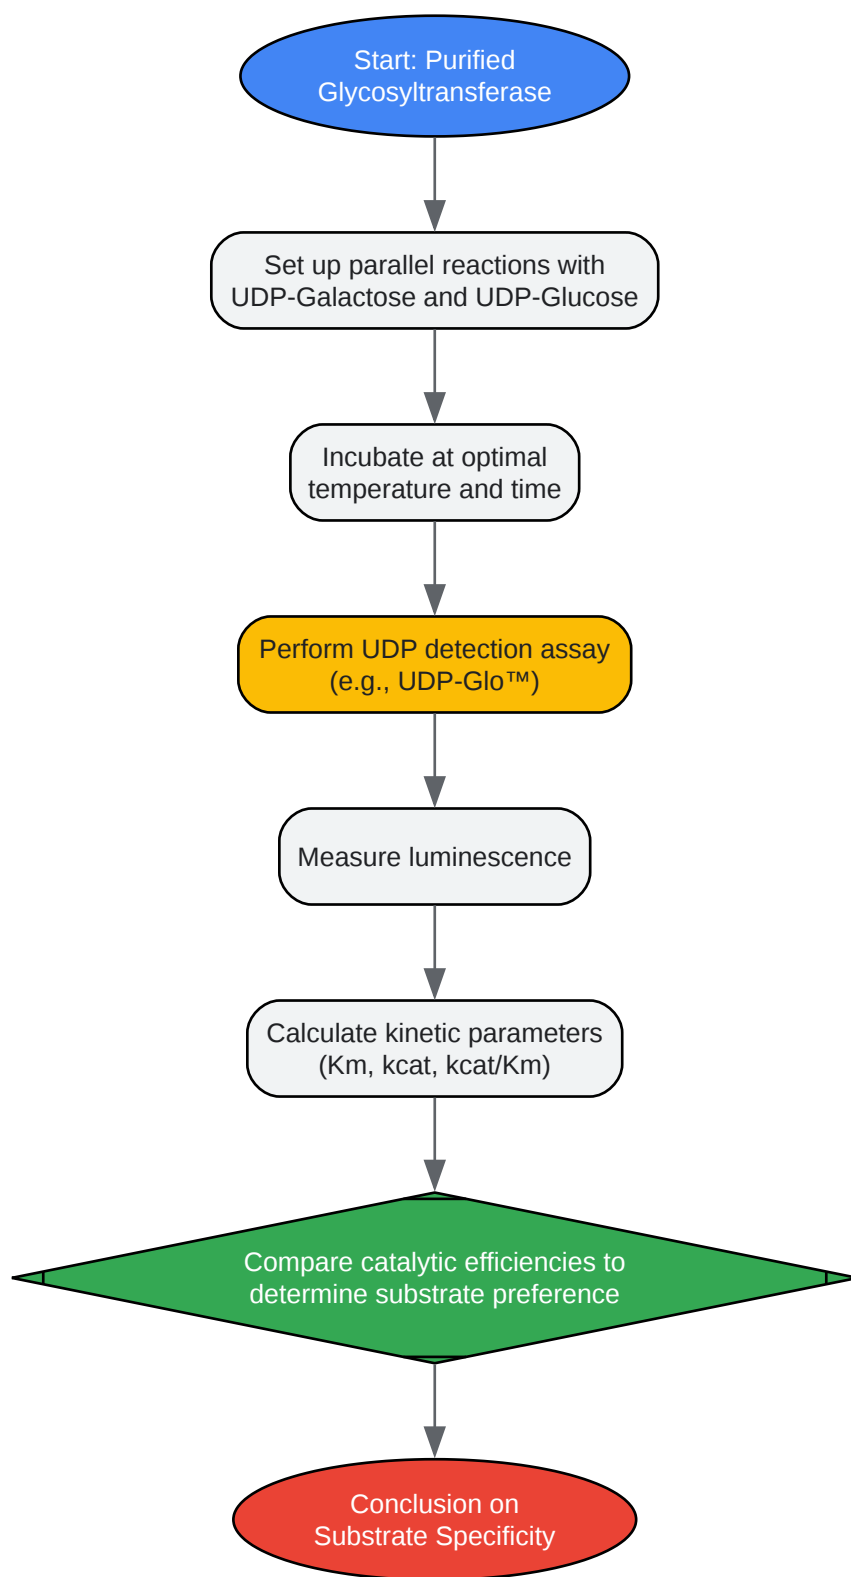 Start: Purified
Glycosyltransferase
Set up parallel reactions with
UDP-Galactose and UDP-Glucose
Incubate at optimal
temperature and time
Perform UDP detection assay
(e.g., UDP-Glo™)
Measure luminescence
Calculate kinetic parameters
(Km, kcat, kcat/Km)
Compare catalytic efficiencies to
determine substrate preference
Conclusion on
Substrate Specificity